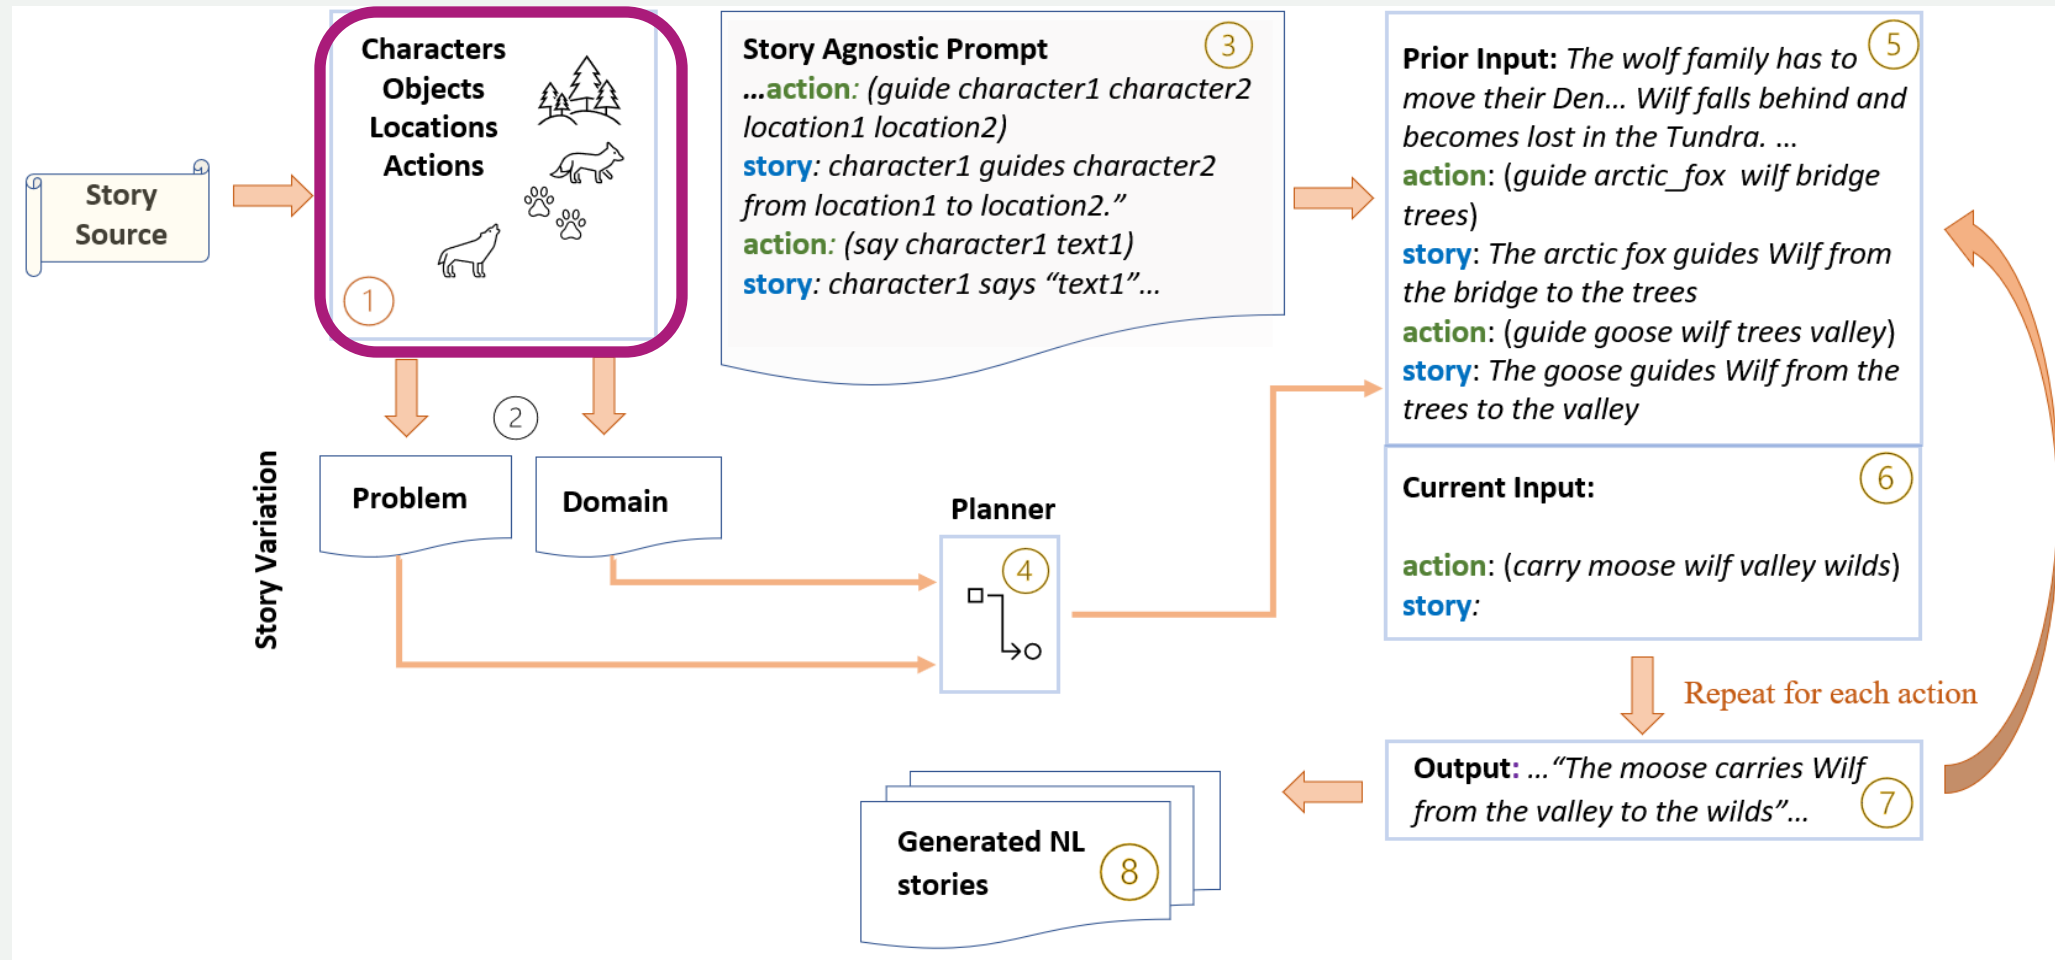 Story
Source
Characters
Objects
Locations
Actions
1
2
Story Variation
Problem
Domain
Story Agnostic Prompt
3
...action: (guide character1 character2
location1 location2)
story: character1 guides character2
from location1 to location2.”
action: (say character1 text1)
story: character1 says “text1”...
Planner
4
Prior Input: The wolf family has to
5
move their Den... Wilf falls behind and
becomes lost in the Tundra. ...
action: (guide arctic_fox wilf bridge
trees)
story: The arctic fox guides Wilf from
the bridge to the trees
action: (guide goose wilf trees valley)
story: The goose guides Wilf from the
trees to the valley
Current Input:
6
action: (carry moose wilf valley wilds)
story:
Repeat for each action
Output: ...“The moose carries Wilf
from the valley to the wilds”...
7
Generated NL
stories
8